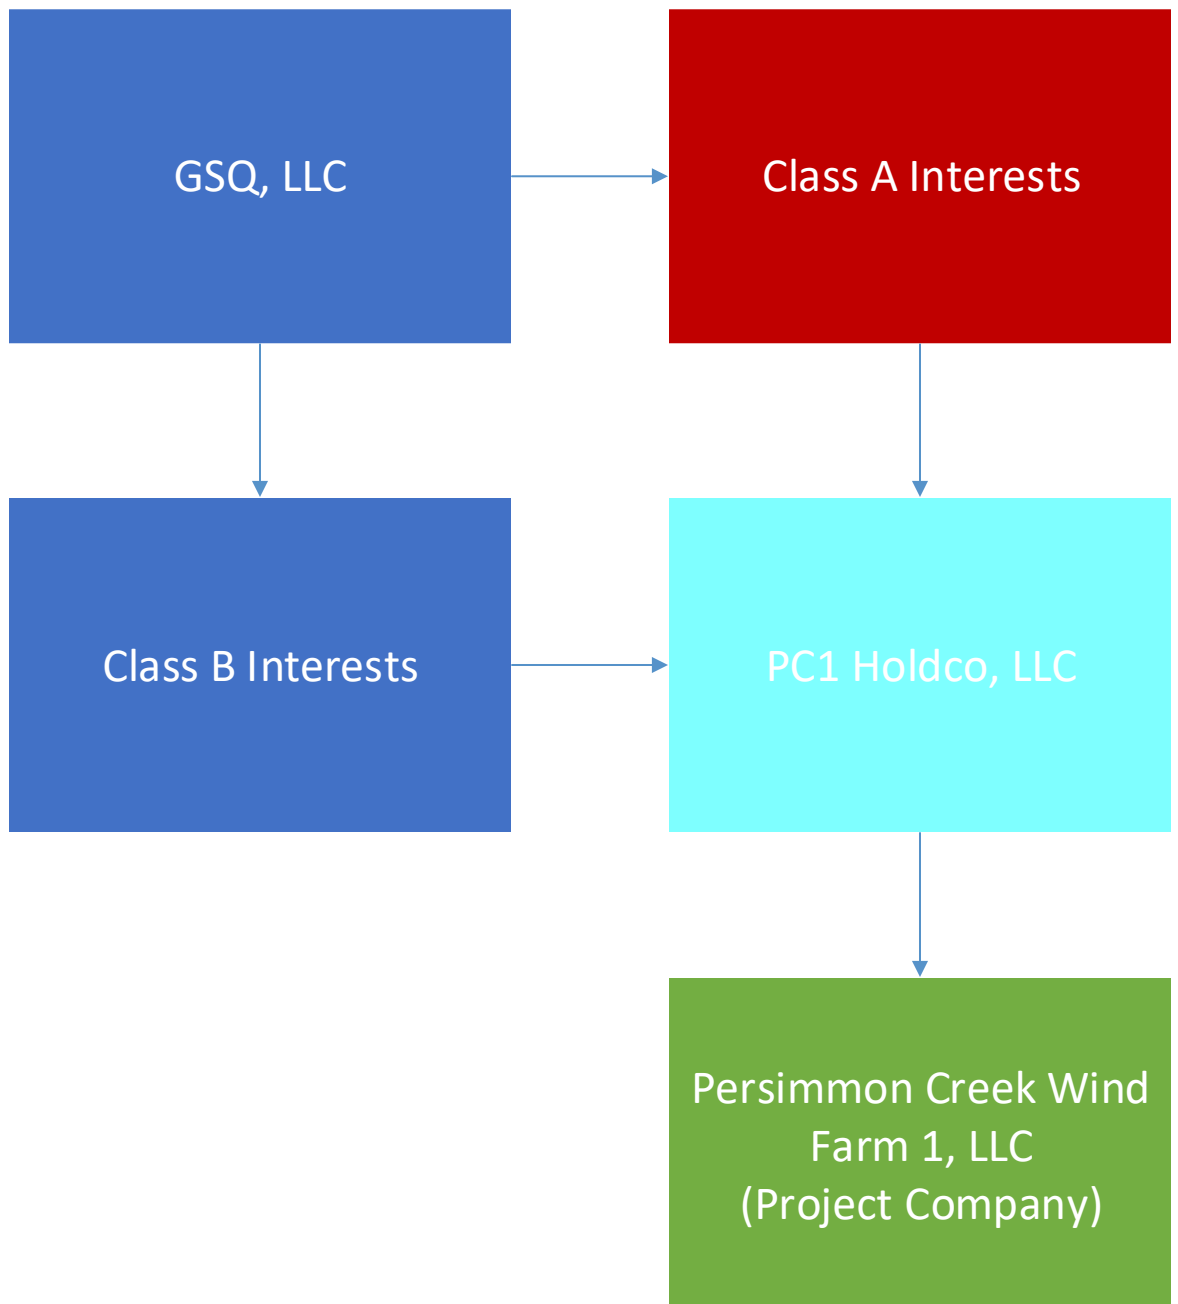 GSQ, LLC
Class A Interests
Class B Interests
PC1 Holdco, LLC
Persimmon Creek Wind
Farm 1, LLC
(Project Company)